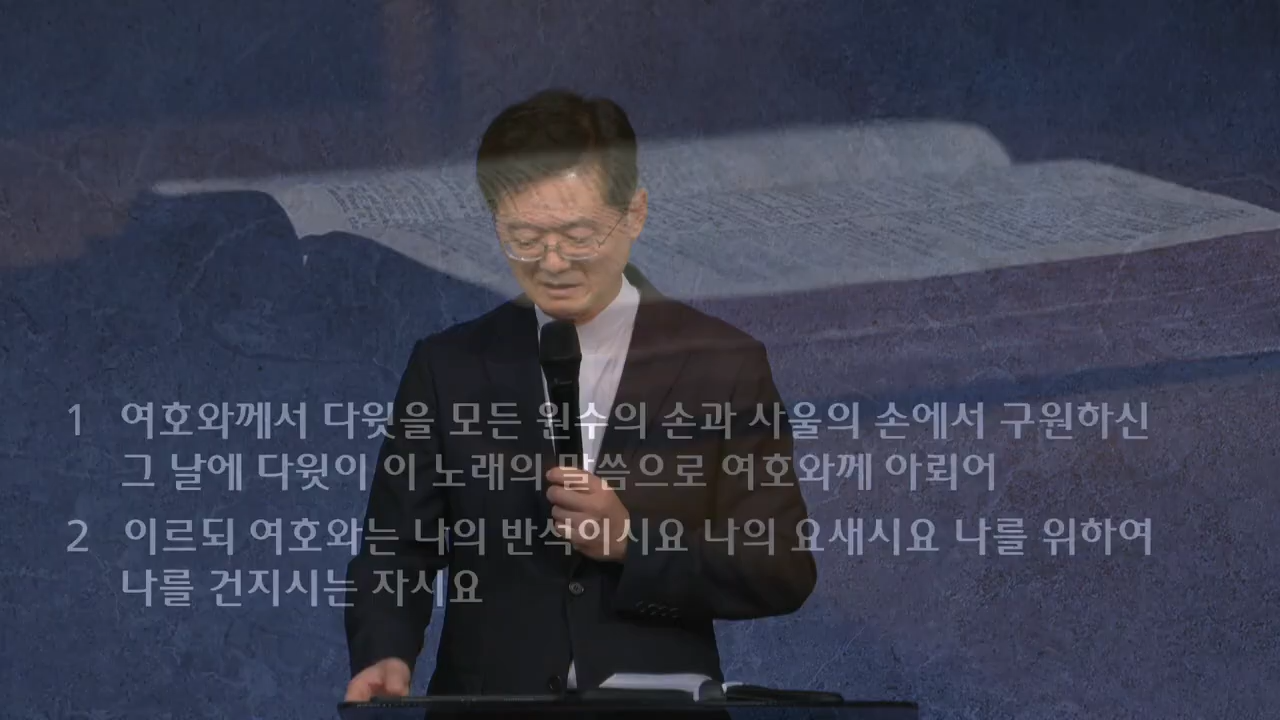 1 여호와께서 다윗을 모든 원수의 손과 사울의 손에서 구원하신
그 날에 다윗이 이 노래의 말씀으로 여호와께 아뢰어
2 이르되 여호와는 나의 반석이시요 나의 요새시요 나를 위하여
나를 건지시는 자시요